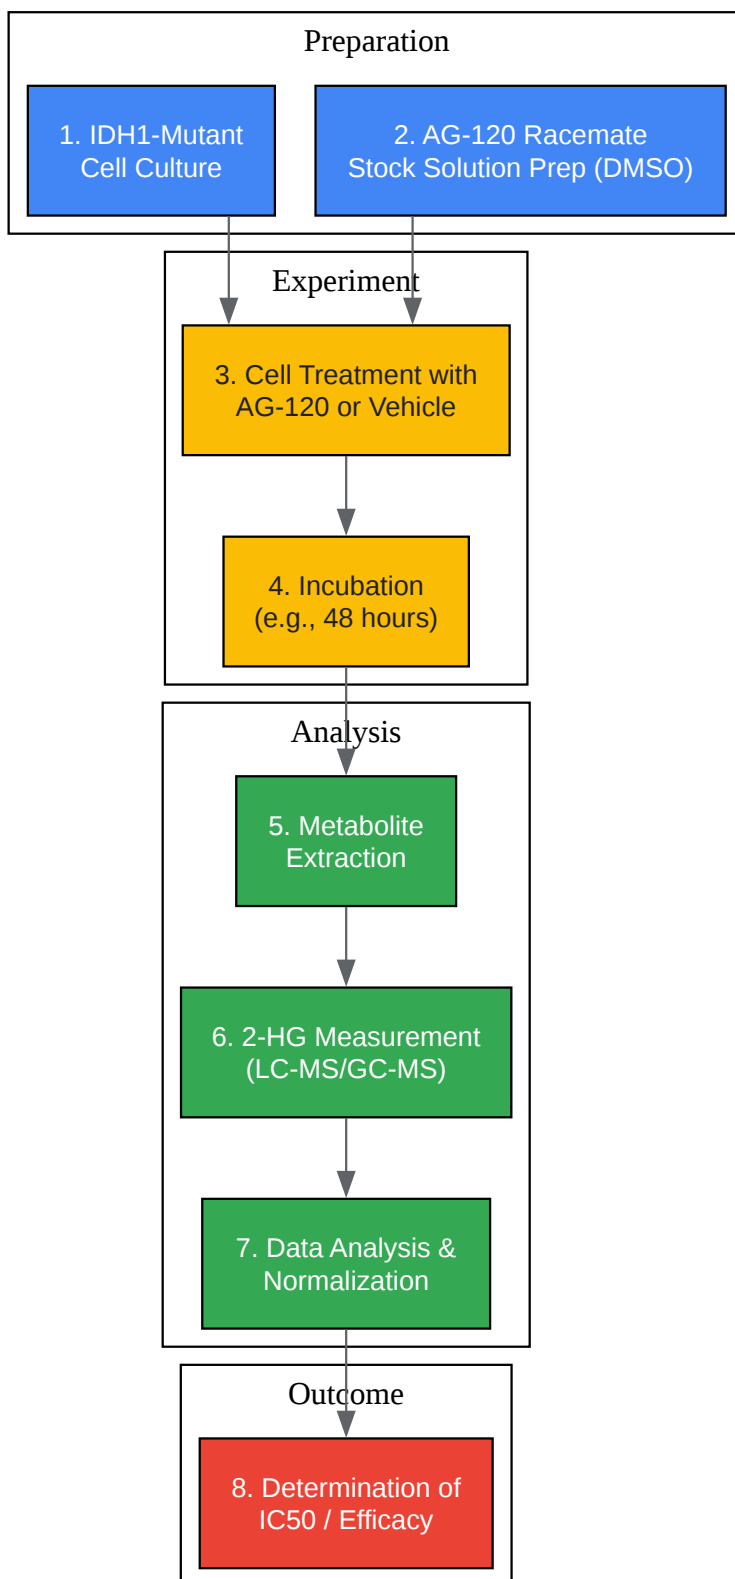 Preparation
1. IDH1-Mutant
Cell Culture
2. AG-120 Racemate
Stock Solution Prep (DMSO)
Experiment
3. Cell Treatment with
AG-120 or Vehicle
4. Incubation
(e.g., 48 hours)
Analysis
5. Metabolite
Extraction
6. 2-HG Measurement
(LC-MS/GC-MS)
7. Data Analysis &
Normalization
Outcome
8. Determination of
IC50 / Efficacy